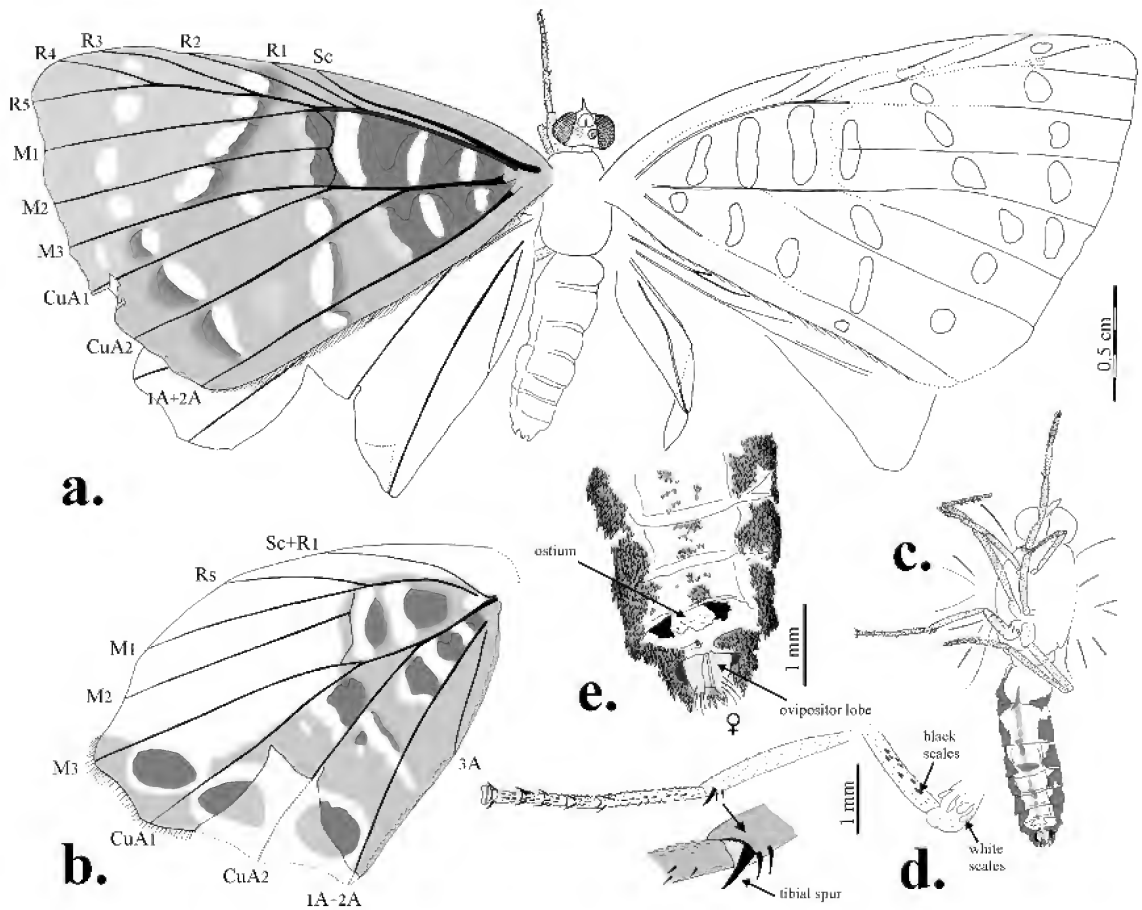 R4
R3
R2
R1
Sc
R5
M1
M2
M3
CuA1
CuA2
1A+2A
a.
0.5 cm
Sc+R1
Rs
M1
M2
M3
CuA1
CuA2
1A-2A
3A
b.
ostium
e.
1 mm
ovipositor lobe
♀
c.
black
scales
1 mm
white
scales
d.
tibial spur